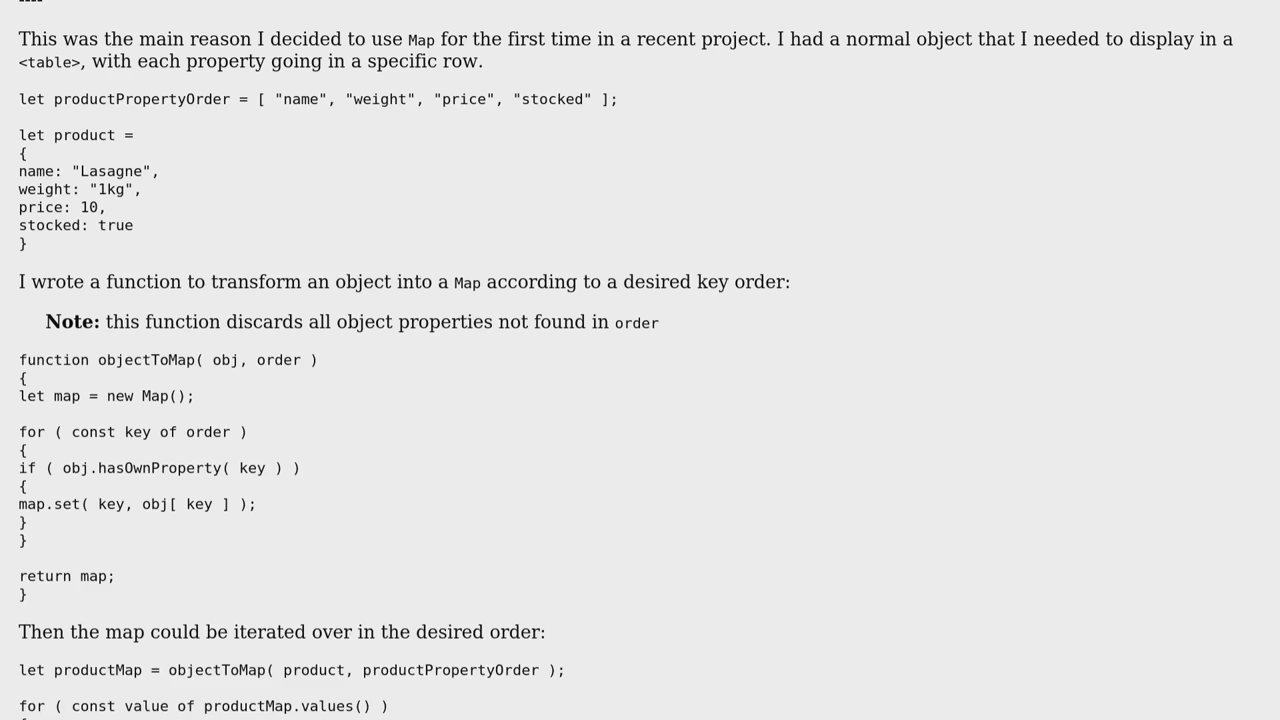 This was the main reason I decided to use Map for the first time in a recent project. I had a normal object that I needed to display in a
<table>, with each property going in a specific row.
let productPropertyOrder = [ "name", "weight", "price", "stocked" ];
let product =
{
name: "Lasagne",
weight: "1kg",
price: 10,
stocked: true
}
I wrote a function to transform an object into a Map according to a desired key order:
Note: this function discards all object properties not found in order
function objectToMap( obj, order )
{
let map = new Map();
for ( const key of order )
{
if ( obj.hasOwnProperty( key ) )
{
map.set( key, obj[ key ] );
}
}
return map;
}
Then the map could be iterated over in the desired order:
let productMap = objectToMap( product, productPropertyOrder );
for ( const value of productMap.values() )